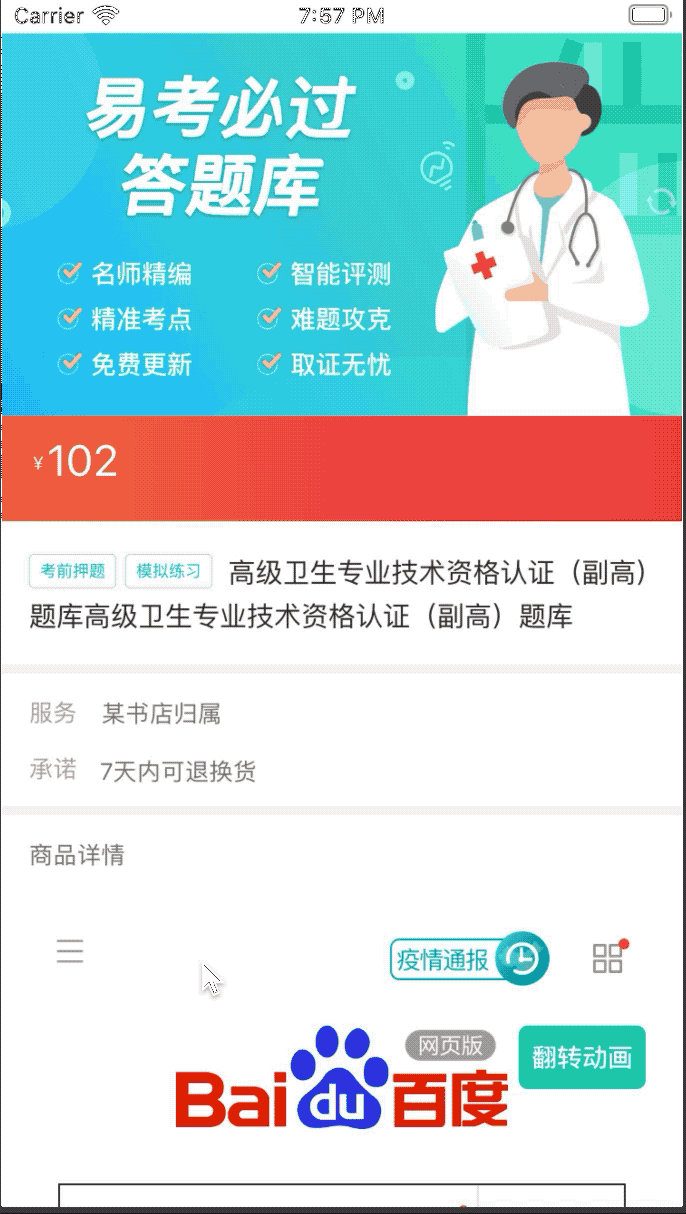 Carrier 7:57 PM
易考必过
答题库
名师精编 智能评测
精准考点 难题攻克
免费更新 取证无忧
¥102
考前押题 模拟练习 高级卫生专业技术资格认证（副高）
题库高级卫生专业技术资格认证（副高）题库
服务 某书店归属
承诺 7天内可退换货
商品详情
疫情通报
网页版
翻转动画
Bai du 百度